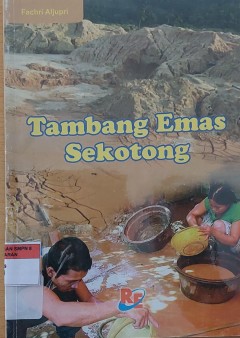 Fachri Aljupri
Tambang Emas
Sekotong
RF